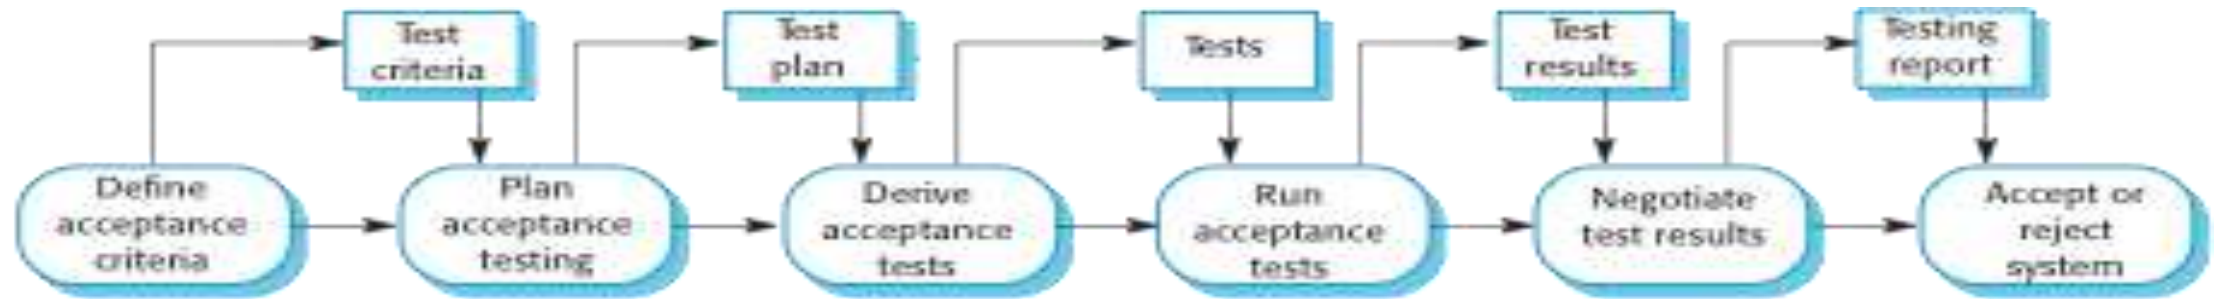 Test
criteria
Test
plan
Tests
Test
results
Testing
report
Define
acceptance
criteria
Plan
acceptance
testing
Derive
acceptance
tests
Run
acceptance
tests
Negotiate
test results
Accept or
reject
system